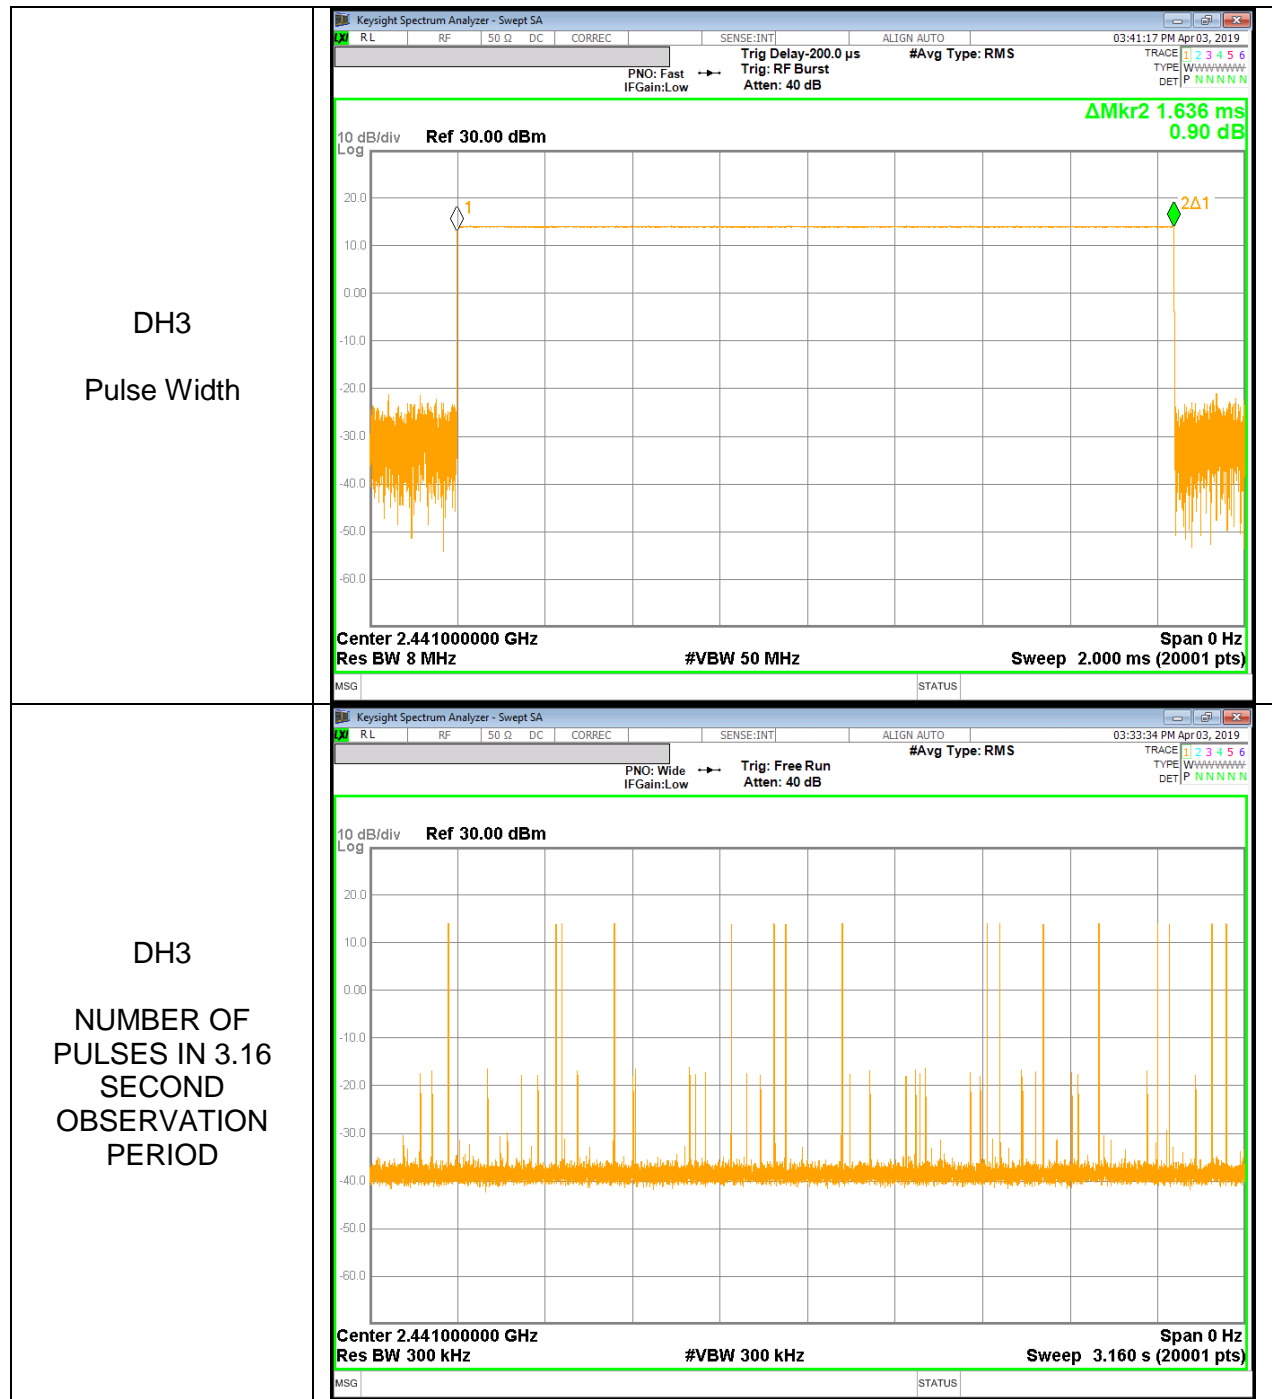 DH3
Pulse Width
Keysight Spectrum Analyzer - Swept SA
LXI RL RF 50 Ω DC CORREC SENSE:INT ALIGN AUTO 03:41:17 PM Apr 03, 2019
PNO: Fast
IFGain:Low
Trig Delay-200.0 µs
Trig: RF Burst
Atten: 40 dB
#Avg Type: RMS
TRACE 1 2 3 4 5 6
TYPE WWWWWWW
DET P N N N N N
ΔMkr2 1.636 ms
0.90 dB
10 dB/div Ref 30.00 dBm
Log
20.0
10.0
0.00
-10.0
-20.0
-30.0
-40.0
-50.0
-60.0
1
2Δ1
Center 2.441000000 GHz Span 0 Hz
Res BW 8 MHz #VBW 50 MHz Sweep 2.000 ms (20001 pts)
MSG STATUS
DH3
NUMBER OF
PULSES IN 3.16
SECOND
OBSERVATION
PERIOD
Keysight Spectrum Analyzer - Swept SA
LXI RL RF 50 Ω DC CORREC SENSE:INT ALIGN AUTO 03:33:34 PM Apr 03, 2019
PNO: Wide
IFGain:Low
Trig: Free Run
Atten: 40 dB
#Avg Type: RMS
TRACE 1 2 3 4 5 6
TYPE WWWWWWW
DET P N N N N N
10 dB/div Ref 30.00 dBm
Log
20.0
10.0
0.00
-10.0
-20.0
-30.0
-40.0
-50.0
-60.0
Center 2.441000000 GHz Span 0 Hz
Res BW 300 kHz #VBW 300 kHz Sweep 3.160 s (20001 pts)
MSG STATUS